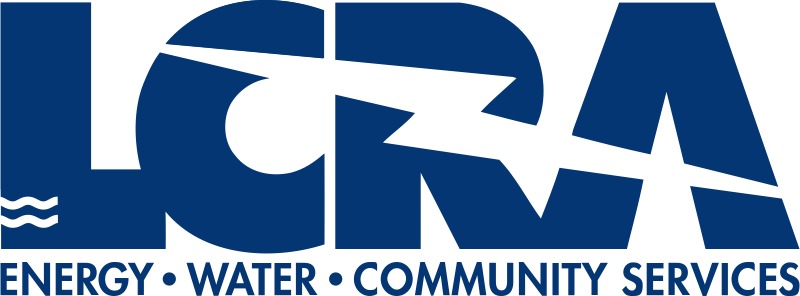 LCRA
ENERGY • WATER • COMMUNITY SERVICES